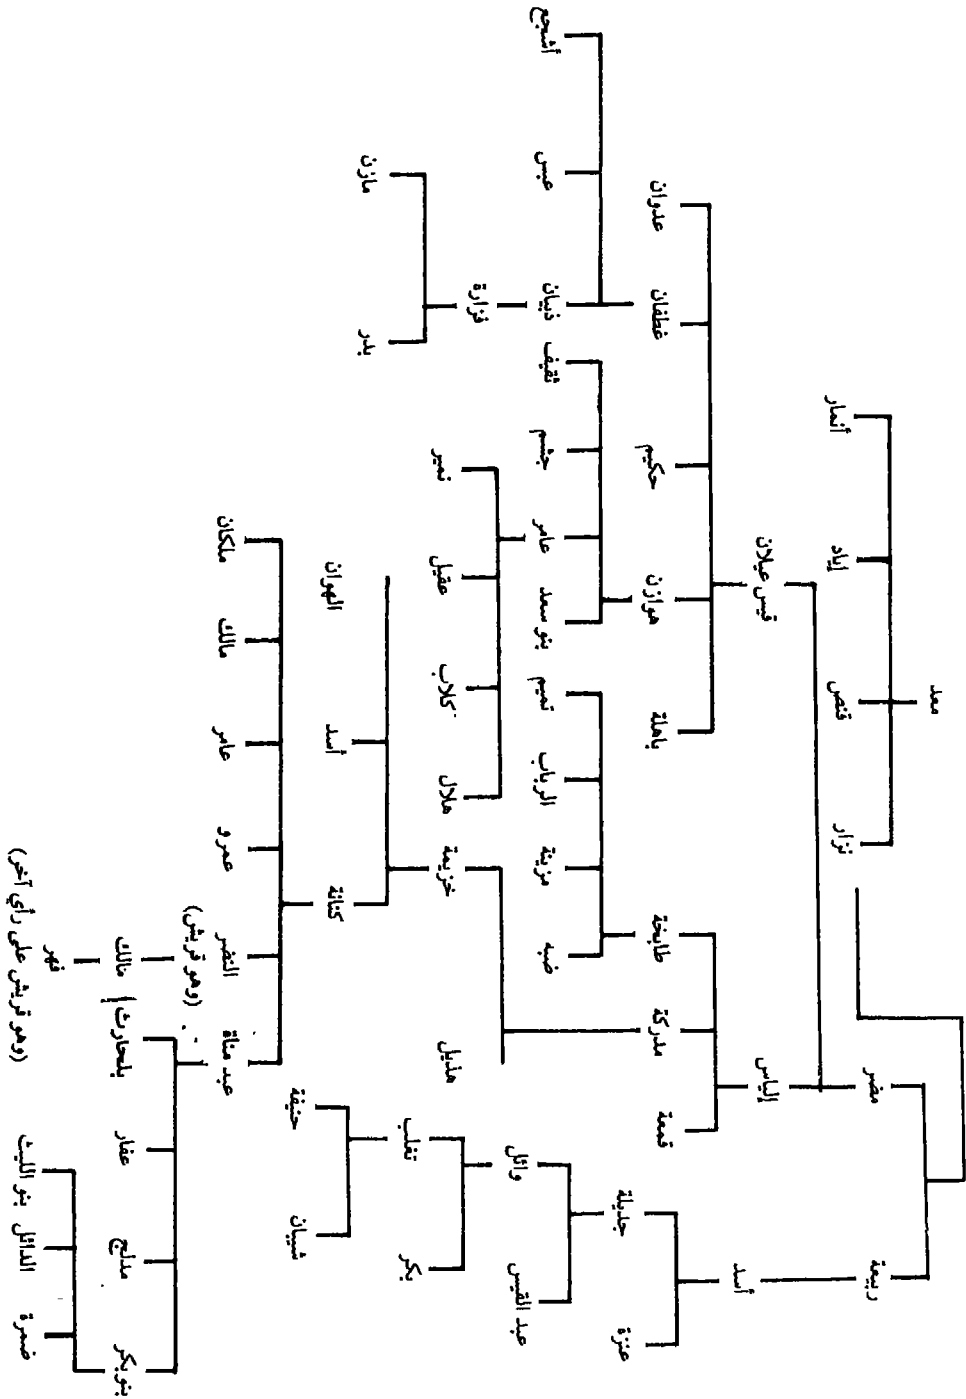 معد
نزار قنص إياد أنمار
ربيعة مضر
أسد إلياس قيس عيلان
عنزة جديلة قمعة مدركة طابخة باهلة هوازن حكيم غطفان عدوان
عبد القيس وائل ضبه مزينة الرباب تميم بنو سعد عامر جشم ثقيف ذبيان عبس أشجع
بكر تغلب هذيل خزيمة هلال كلاب عقيل نمير فزارة
شيبان حنيفة كنانة أسد الهوان بدر مازن
عبد مناة النضر عمرو عامر مالك ملكان
(وهو قريش)
بنو بكر مدلج عفار بلحارث مالك
ضمرة الدائل بنو الليث فهر
(وهو قريش على رأي آخر)